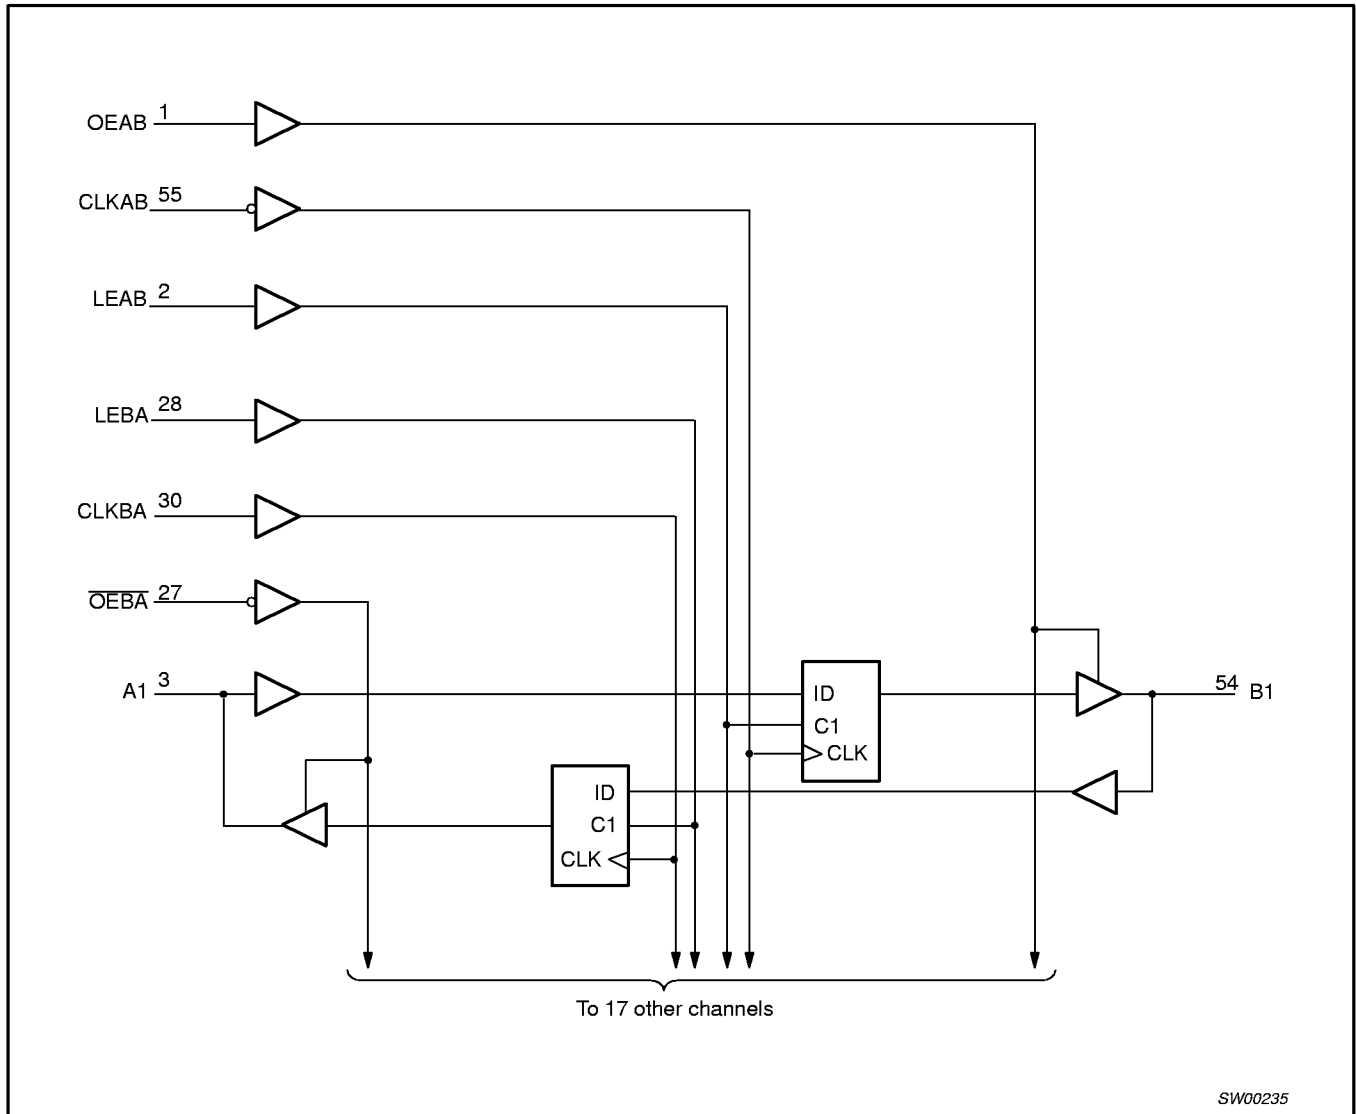 OEAB 1
CLKAB 55
LEAB 2
LEBA 28
CLKBA 30
O̅E̅B̅A̅ 27
A1 3
ID
C1
CLK
54 B1
ID
C1
CLK
To 17 other channels
SW00235